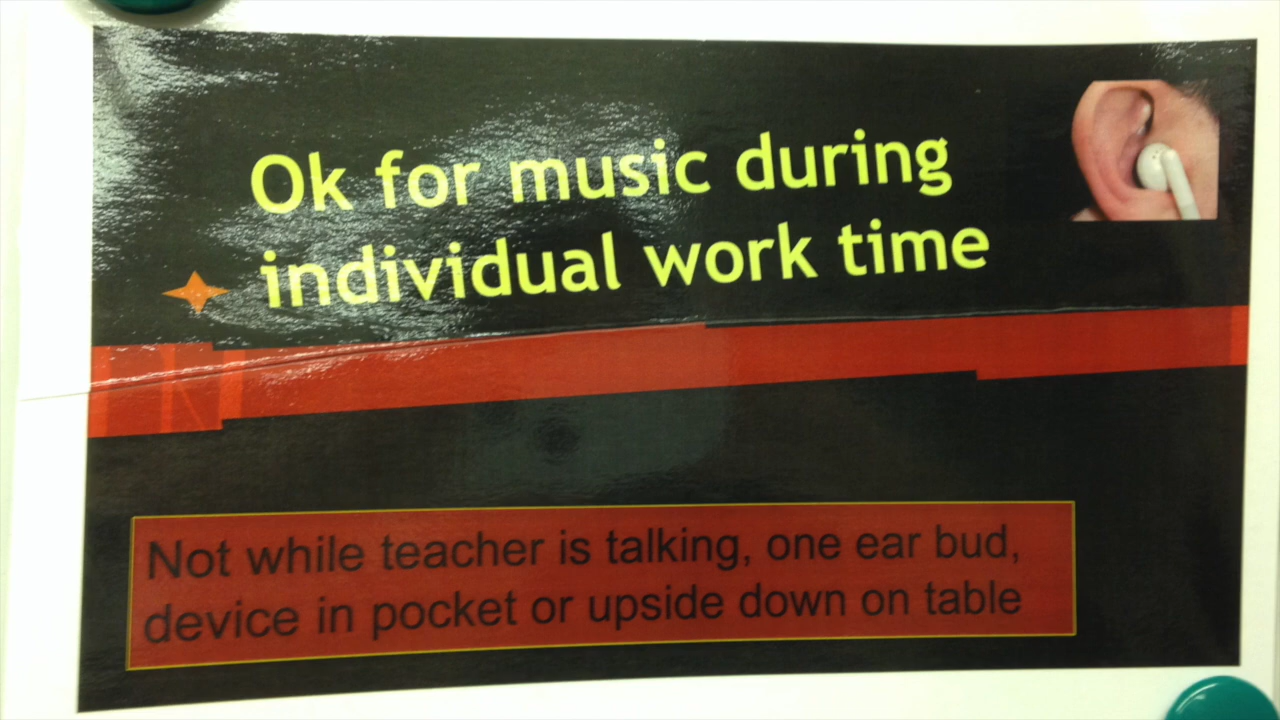 Ok for music during
individual work time
Not while teacher is talking, one ear bud,
device in pocket or upside down on table